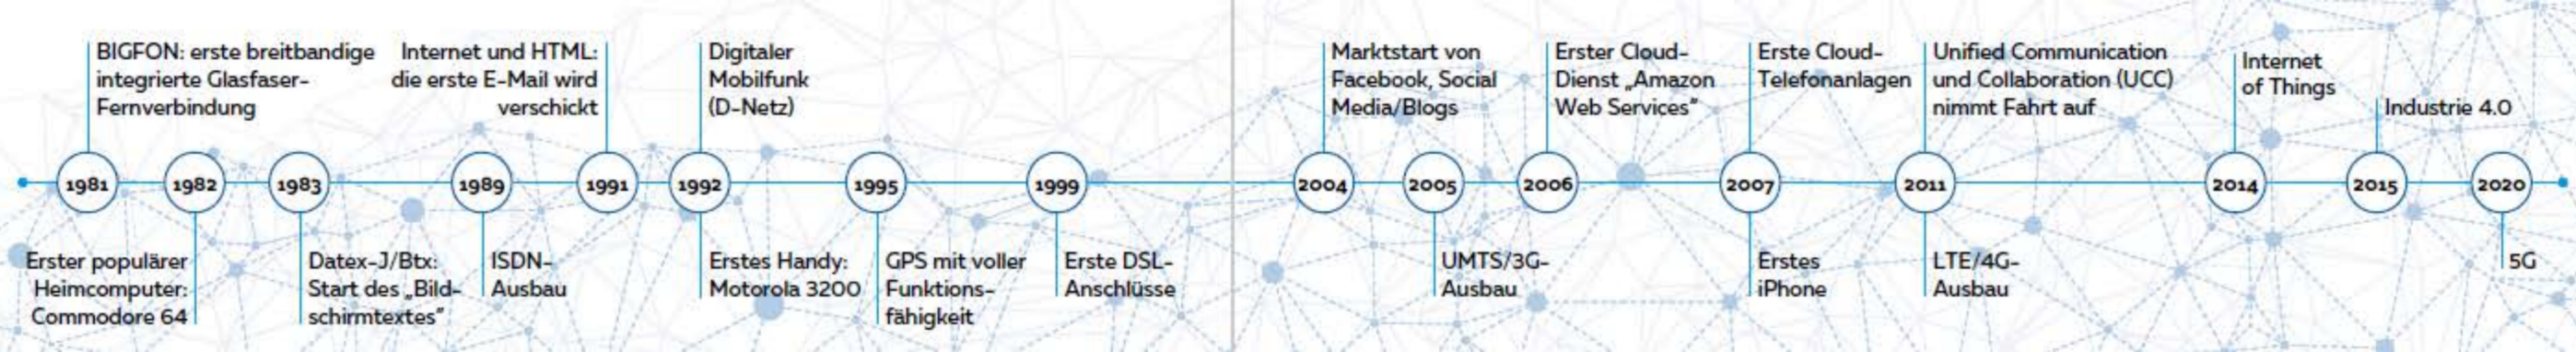 BIGFON: erste breitbandige
integrierte Glasfaser-
Fernverbindung
Internet und HTML:
die erste E-Mail wird
verschickt
Digitaler
Mobilfunk
(D-Netz)
Marktstart von
Facebook, Social
Media/Blogs
Erster Cloud-
Dienst „Amazon
Web Services"
Erste Cloud-
Telefonanlagen
Unified Communication
und Collaboration (UCC)
nimmt Fahrt auf
Internet
of Things
Industrie 4.0
1981 1982 1983 1989 1991 1992 1995 1999 2004 2005 2006 2007 2011 2014 2015 2020
Erster populärer
Heimcomputer:
Commodore 64
Datex-J/Btx:
Start des „Bild-
schirmtextes"
ISDN-
Ausbau
Erstes Handy:
Motorola 3200
GPS mit voller
Funktions-
fähigkeit
Erste DSL-
Anschlüsse
UMTS/3G-
Ausbau
Erstes
iPhone
LTE/4G-
Ausbau
5G